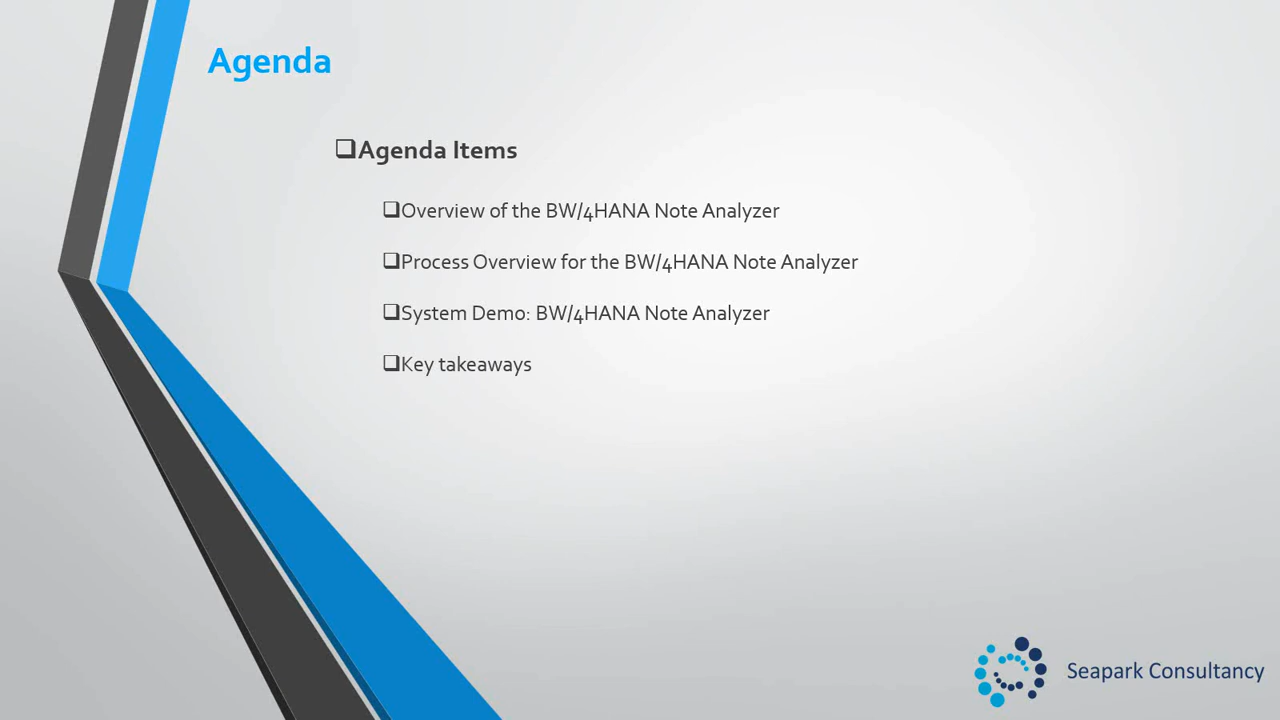 Agenda
❑Agenda Items
❑Overview of the BW/4HANA Note Analyzer
❑Process Overview for the BW/4HANA Note Analyzer
❑System Demo: BW/4HANA Note Analyzer
❑Key takeaways
Seapark Consultancy